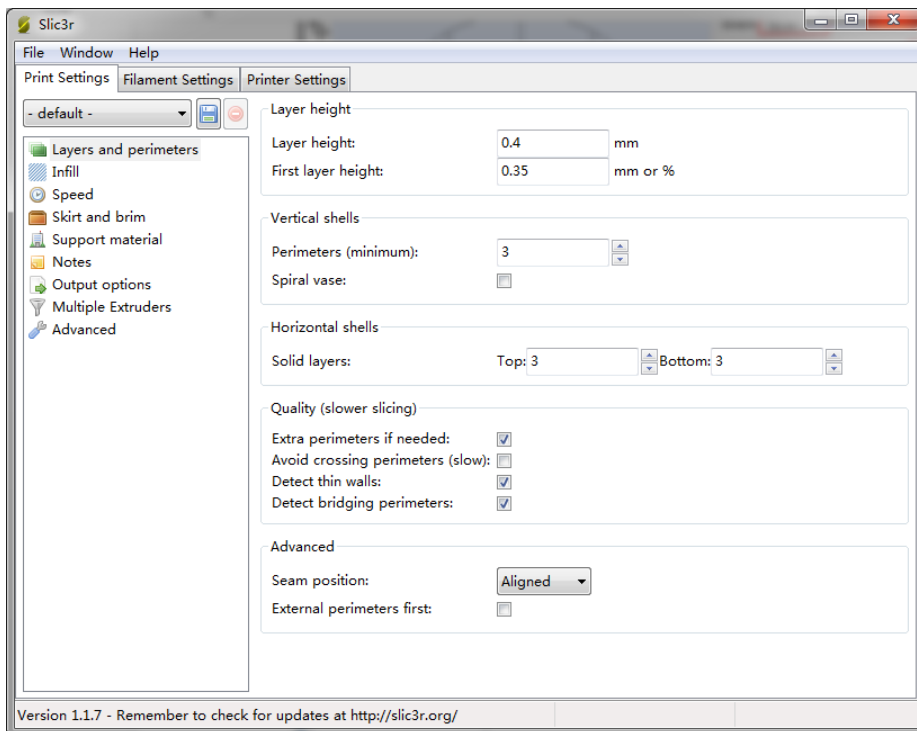 Slic3r
File Window Help
Print Settings Filament Settings Printer Settings
- default -
Layers and perimeters
Infill
Speed
Skirt and brim
Support material
Notes
Output options
Multiple Extruders
Advanced
Layer height
Layer height: 0.4 mm
First layer height: 0.35 mm or %
Vertical shells
Perimeters (minimum): 3
Spiral vase:
Horizontal shells
Solid layers: Top: 3 Bottom: 3
Quality (slower slicing)
Extra perimeters if needed:
Avoid crossing perimeters (slow):
Detect thin walls:
Detect bridging perimeters:
Advanced
Seam position: Aligned
External perimeters first:
Version 1.1.7 - Remember to check for updates at http://slic3r.org/